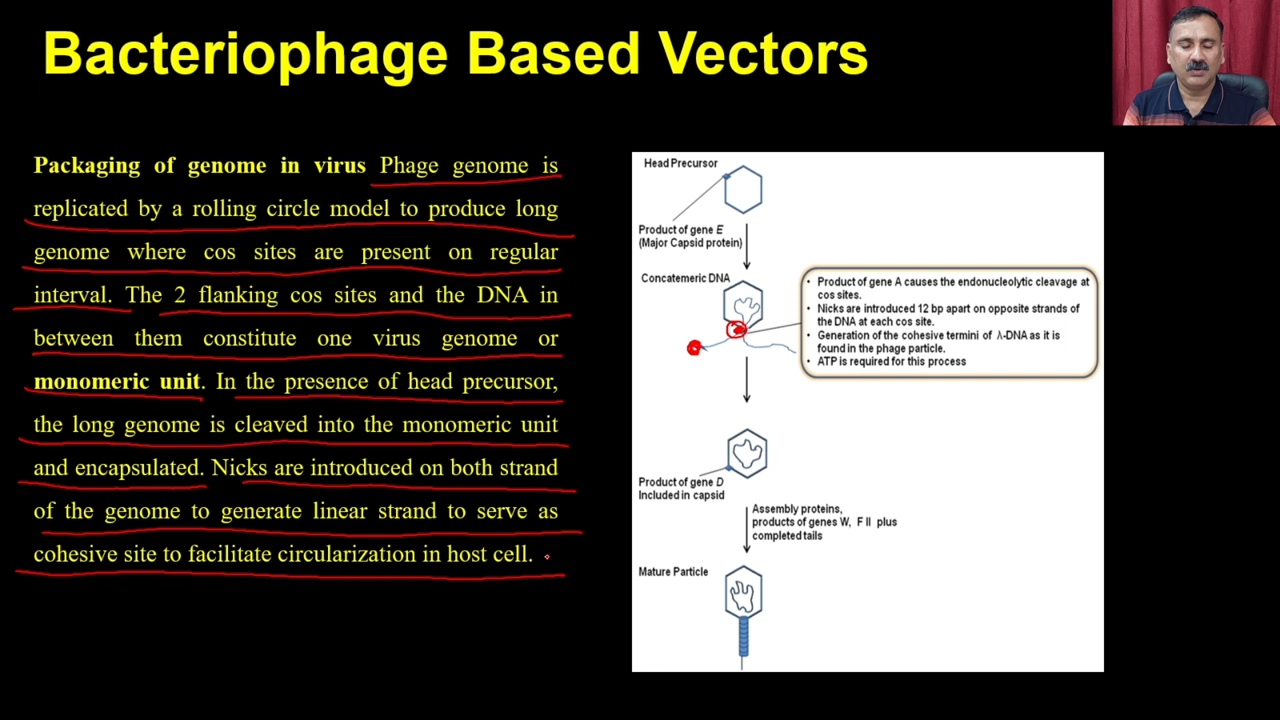 Bacteriophage Based Vectors
Packaging of genome in virus Phage genome is
replicated by a rolling circle model to produce long
genome where cos sites are present on regular
interval. The 2 flanking cos sites and the DNA in
between them constitute one virus genome or
monomeric unit. In the presence of head precursor,
the long genome is cleaved into the monomeric unit
and encapsulated. Nicks are introduced on both strand
of the genome to generate linear strand to serve as
cohesive site to facilitate circularization in host cell.
Head Precursor
Product of gene E
(Major Capsid protein)
Concatemeric DNA
• Product of gene A causes the endonucleolytic cleavage at
cos sites.
• Nicks are introduced 12 bp apart on opposite strands of
the DNA at each cos site.
• Generation of the cohesive termini of λ-DNA as it is
found in the phage particle.
• ATP is required for this process
Product of gene D
Included in capsid
Assembly proteins,
products of genes W, F II plus
completed tails
Mature Particle